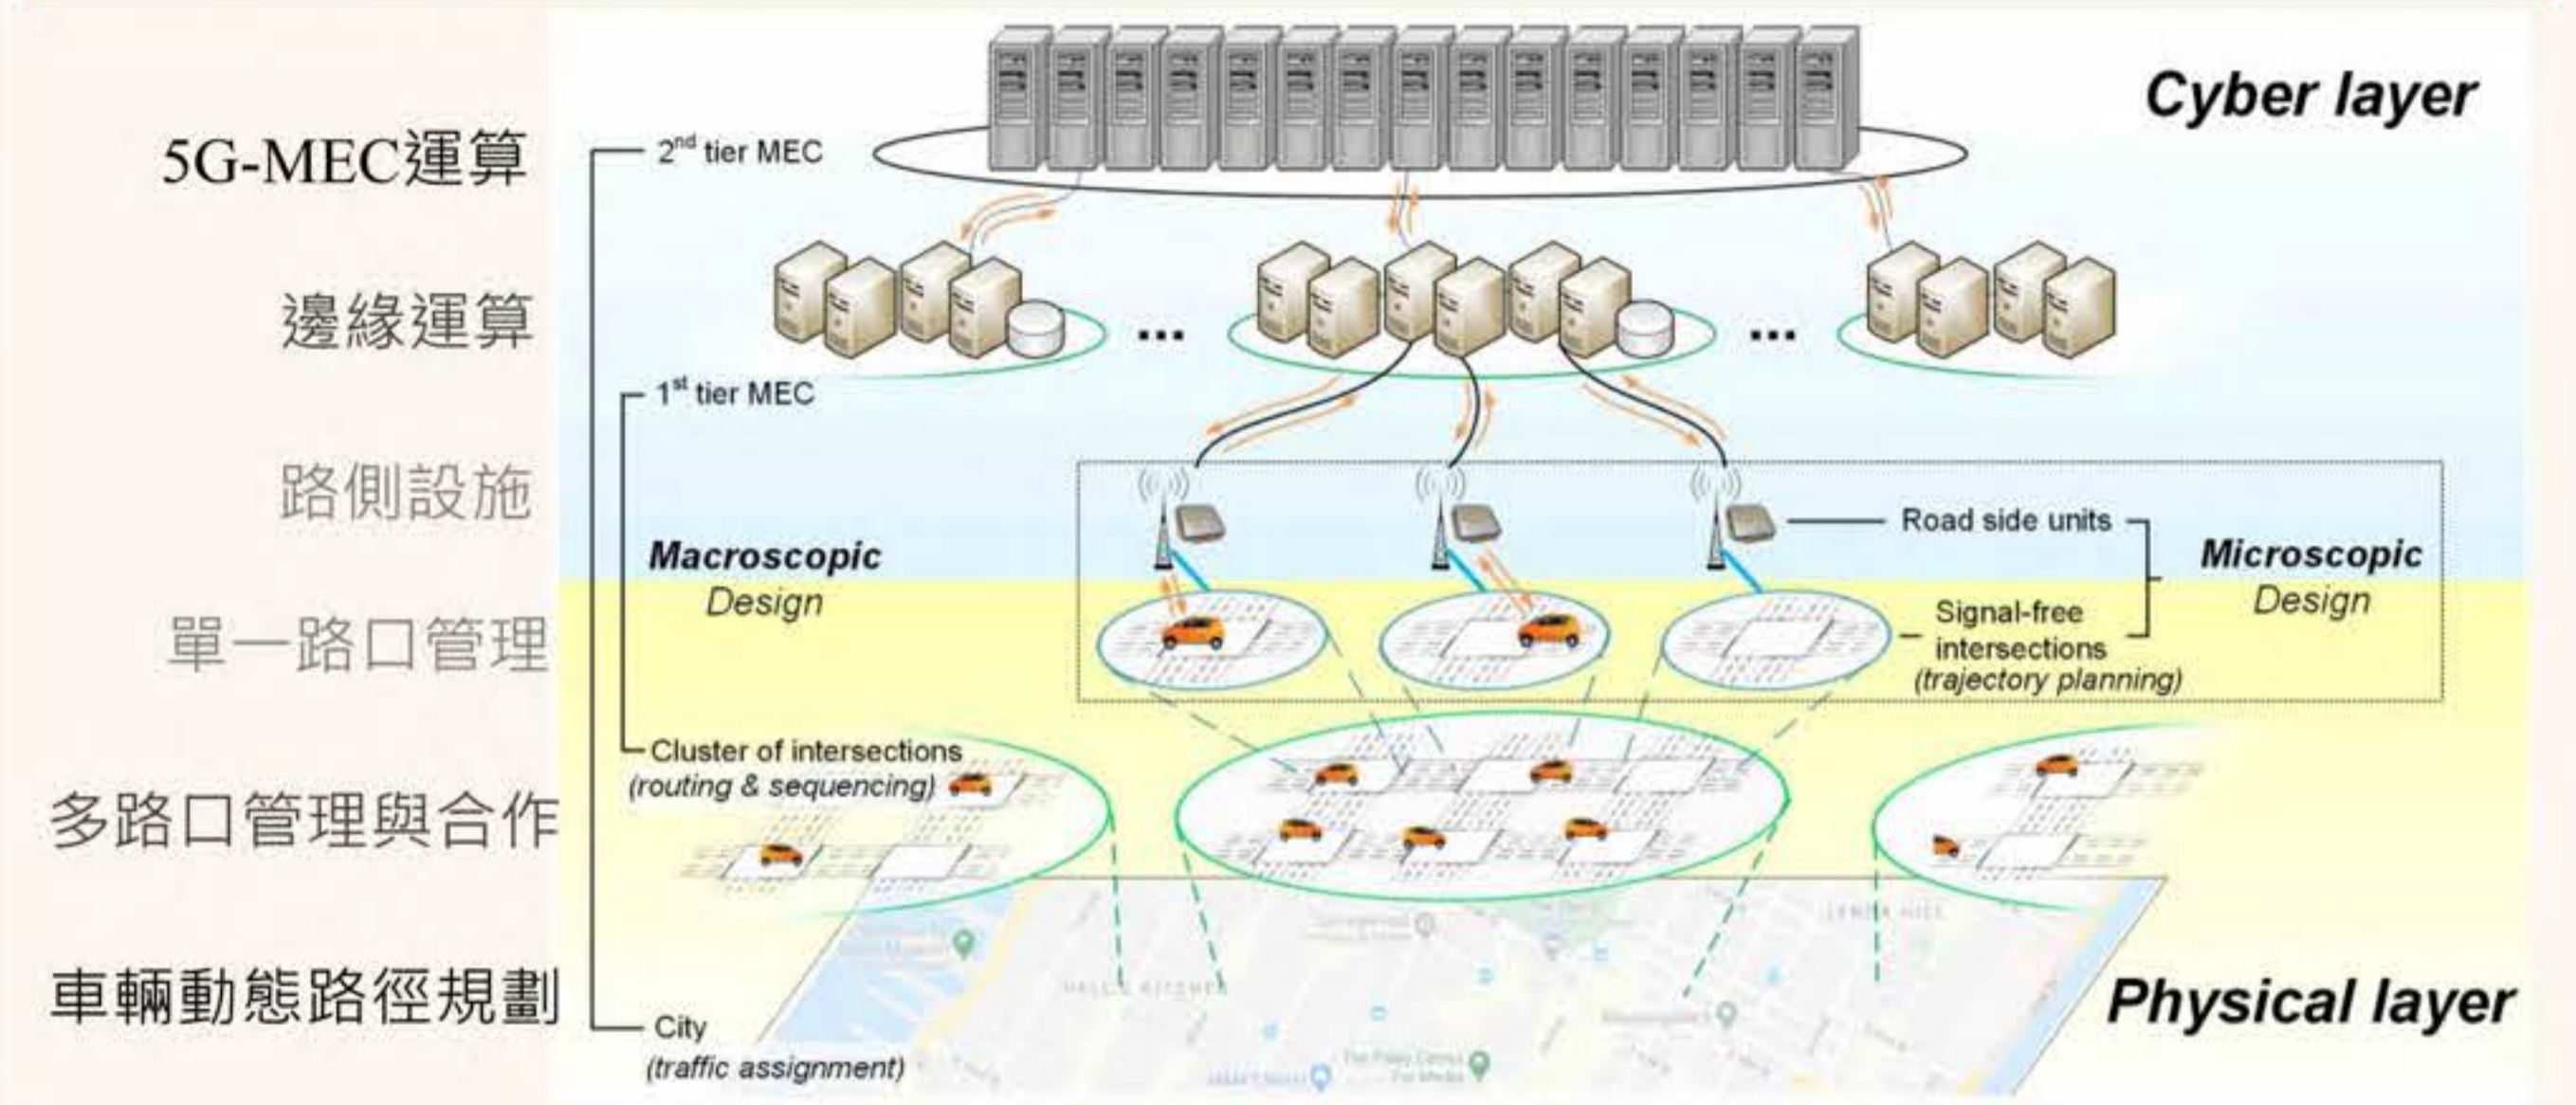 Cyber layer
5G-MEC運算
2nd tier MEC
邊緣運算
...
...
1st tier MEC
路側設施
Road side units
Macroscopic
Design
Microscopic
Design
Signal-free
intersections
(trajectory planning)
單一路口管理
Cluster of intersections
(routing & sequencing)
多路口管理與合作
車輛動態路徑規劃
Physical layer
City
(traffic assignment)